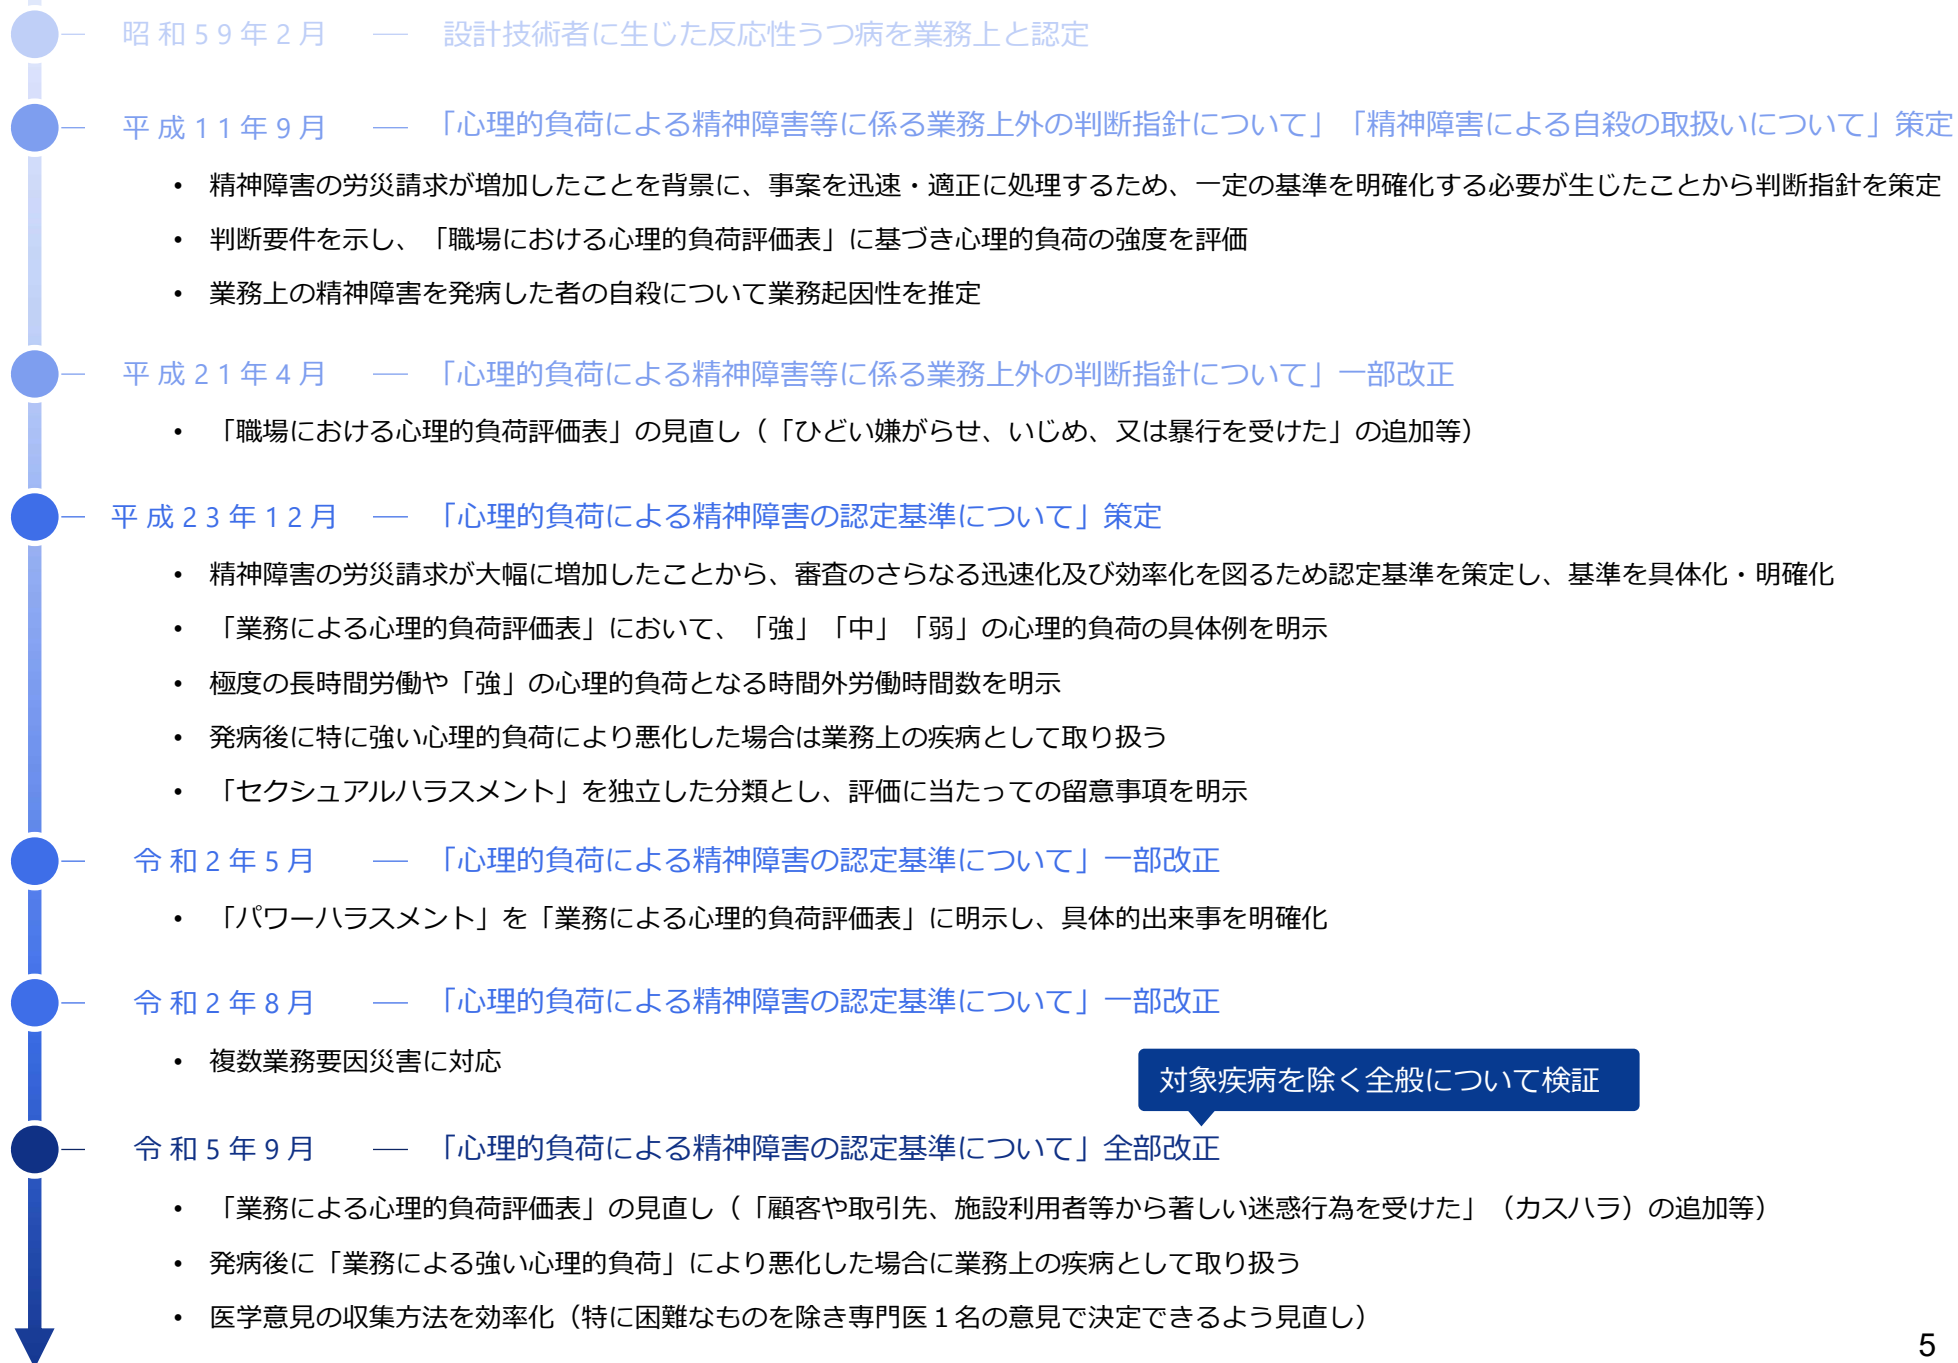 昭和59年2月 ― 設計技術者に生じた反応性うつ病を業務上と認定
平成11年9月 ― 「心理的負荷による精神障害等に係る業務上外の判断指針について」「精神障害による自殺の取扱いについて」策定
• 精神障害の労災請求が増加したことを背景に、事案を迅速・適正に処理するため、一定の基準を明確化する必要が生じたことから判断指針を策定
• 判断要件を示し、「職場における心理的負荷評価表」に基づき心理的負荷の強度を評価
• 業務上の精神障害を発病した者の自殺について業務起因性を推定
平成21年4月 ― 「心理的負荷による精神障害等に係る業務上外の判断指針について」一部改正
• 「職場における心理的負荷評価表」の見直し（「ひどい嫌がらせ、いじめ、又は暴行を受けた」の追加等）
平成23年12月 ― 「心理的負荷による精神障害の認定基準について」策定
• 精神障害の労災請求が大幅に増加したことから、審査のさらなる迅速化及び効率化を図るため認定基準を策定し、基準を具体化・明確化
• 「業務による心理的負荷評価表」において、「強」「中」「弱」の心理的負荷の具体例を明示
• 極度の長時間労働や「強」の心理的負荷となる時間外労働時間数を明示
• 発病後に特に強い心理的負荷により悪化した場合は業務上の疾病として取り扱う
• 「セクシュアルハラスメント」を独立した分類とし、評価に当たっての留意事項を明示
令和2年5月 ― 「心理的負荷による精神障害の認定基準について」一部改正
• 「パワーハラスメント」を「業務による心理的負荷評価表」に明示し、具体的出来事を明確化
令和2年8月 ― 「心理的負荷による精神障害の認定基準について」一部改正
• 複数業務要因災害に対応
対象疾病を除く全般について検証
令和5年9月 ― 「心理的負荷による精神障害の認定基準について」全部改正
• 「業務による心理的負荷評価表」の見直し（「顧客や取引先、施設利用者等から著しい迷惑行為を受けた」（カスハラ）の追加等）
• 発病後に「業務による強い心理的負荷」により悪化した場合に業務上の疾病として取り扱う
• 医学意見の収集方法を効率化（特に困難なものを除き専門医１名の意見で決定できるよう見直し）
5